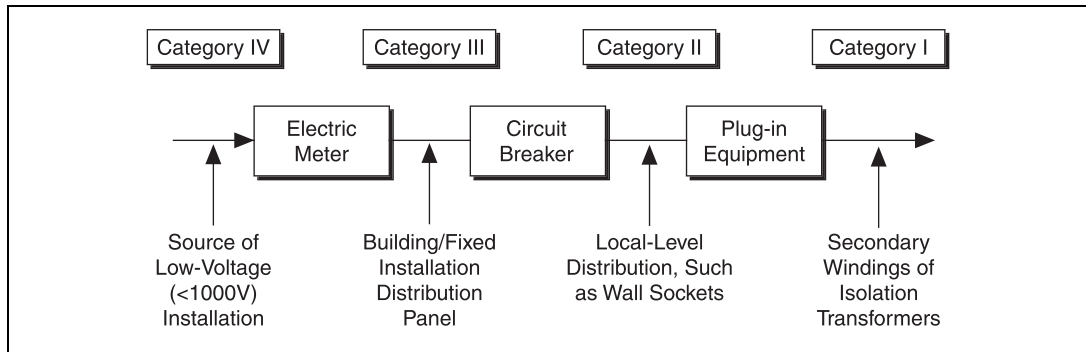 Category IV
Category III
Category II
Category I
Electric
Meter
Circuit
Breaker
Plug-in
Equipment
Source of
Low-Voltage
(<1000V)
Installation
Building/Fixed
Installation
Distribution
Panel
Local-Level
Distribution, Such
as Wall Sockets
Secondary
Windings of
Isolation
Transformers